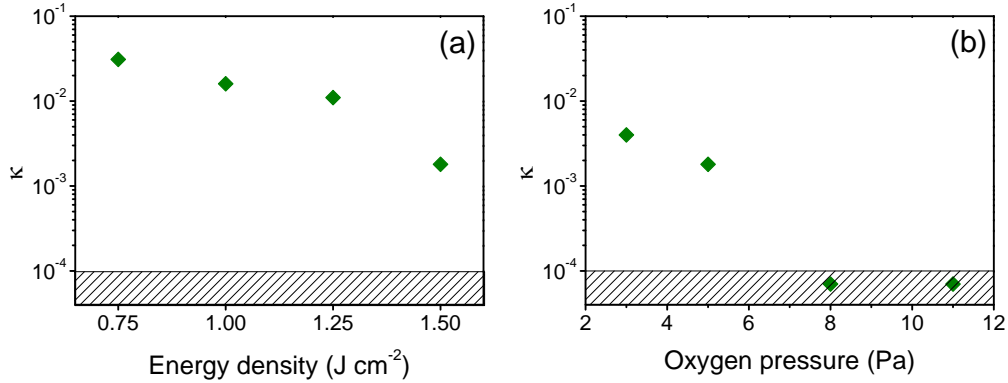 (a)
10⁻¹
10⁻²
10⁻³
10⁻⁴
κ
0.75 1.00 1.25 1.50
Energy density (J cm⁻²)
(b)
10⁻¹
10⁻²
10⁻³
10⁻⁴
κ
2 4 6 8 10 12
Oxygen pressure (Pa)